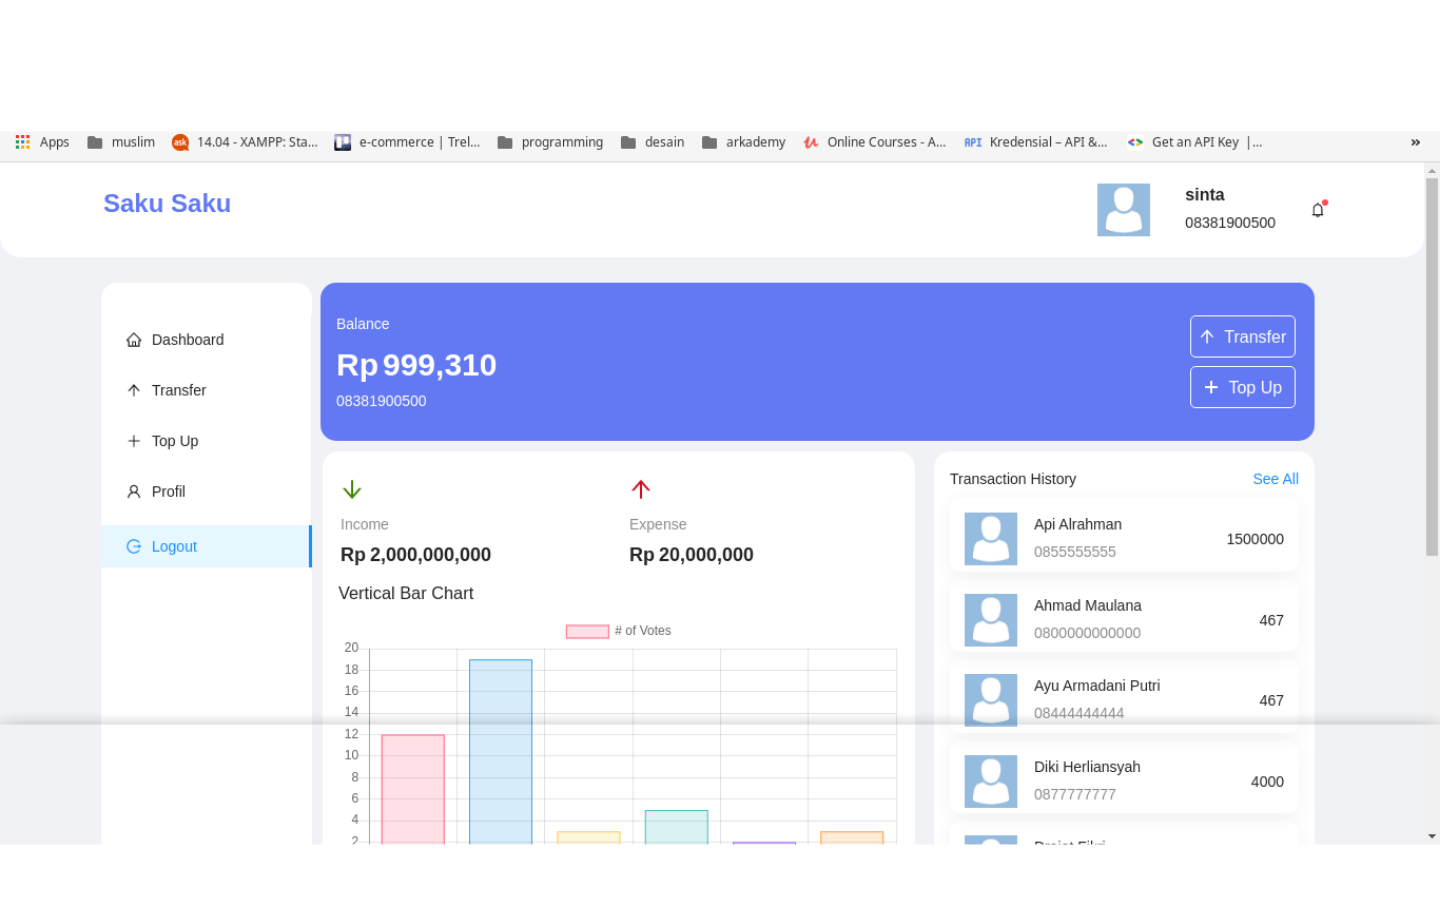 Apps muslim 14.04 - XAMPP: Sta... e-commerce | Trel... programming desain arkademy Online Courses - A... API Kredensial – API &... Get an API Key |... »
ask
Saku Saku
sinta
08381900500
Dashboard
Transfer
Top Up
Profil
Logout
Balance
Rp 999,310
08381900500
Transfer
Top Up
Income
Rp 2,000,000,000
Expense
Rp 20,000,000
Vertical Bar Chart
# of Votes
20
18
16
14
12
10
8
6
4
2
Transaction History See All
Api Alrahman
0855555555
1500000
Ahmad Maulana
0800000000000
467
Ayu Armadani Putri
08444444444
467
Diki Herliansyah
0877777777
4000